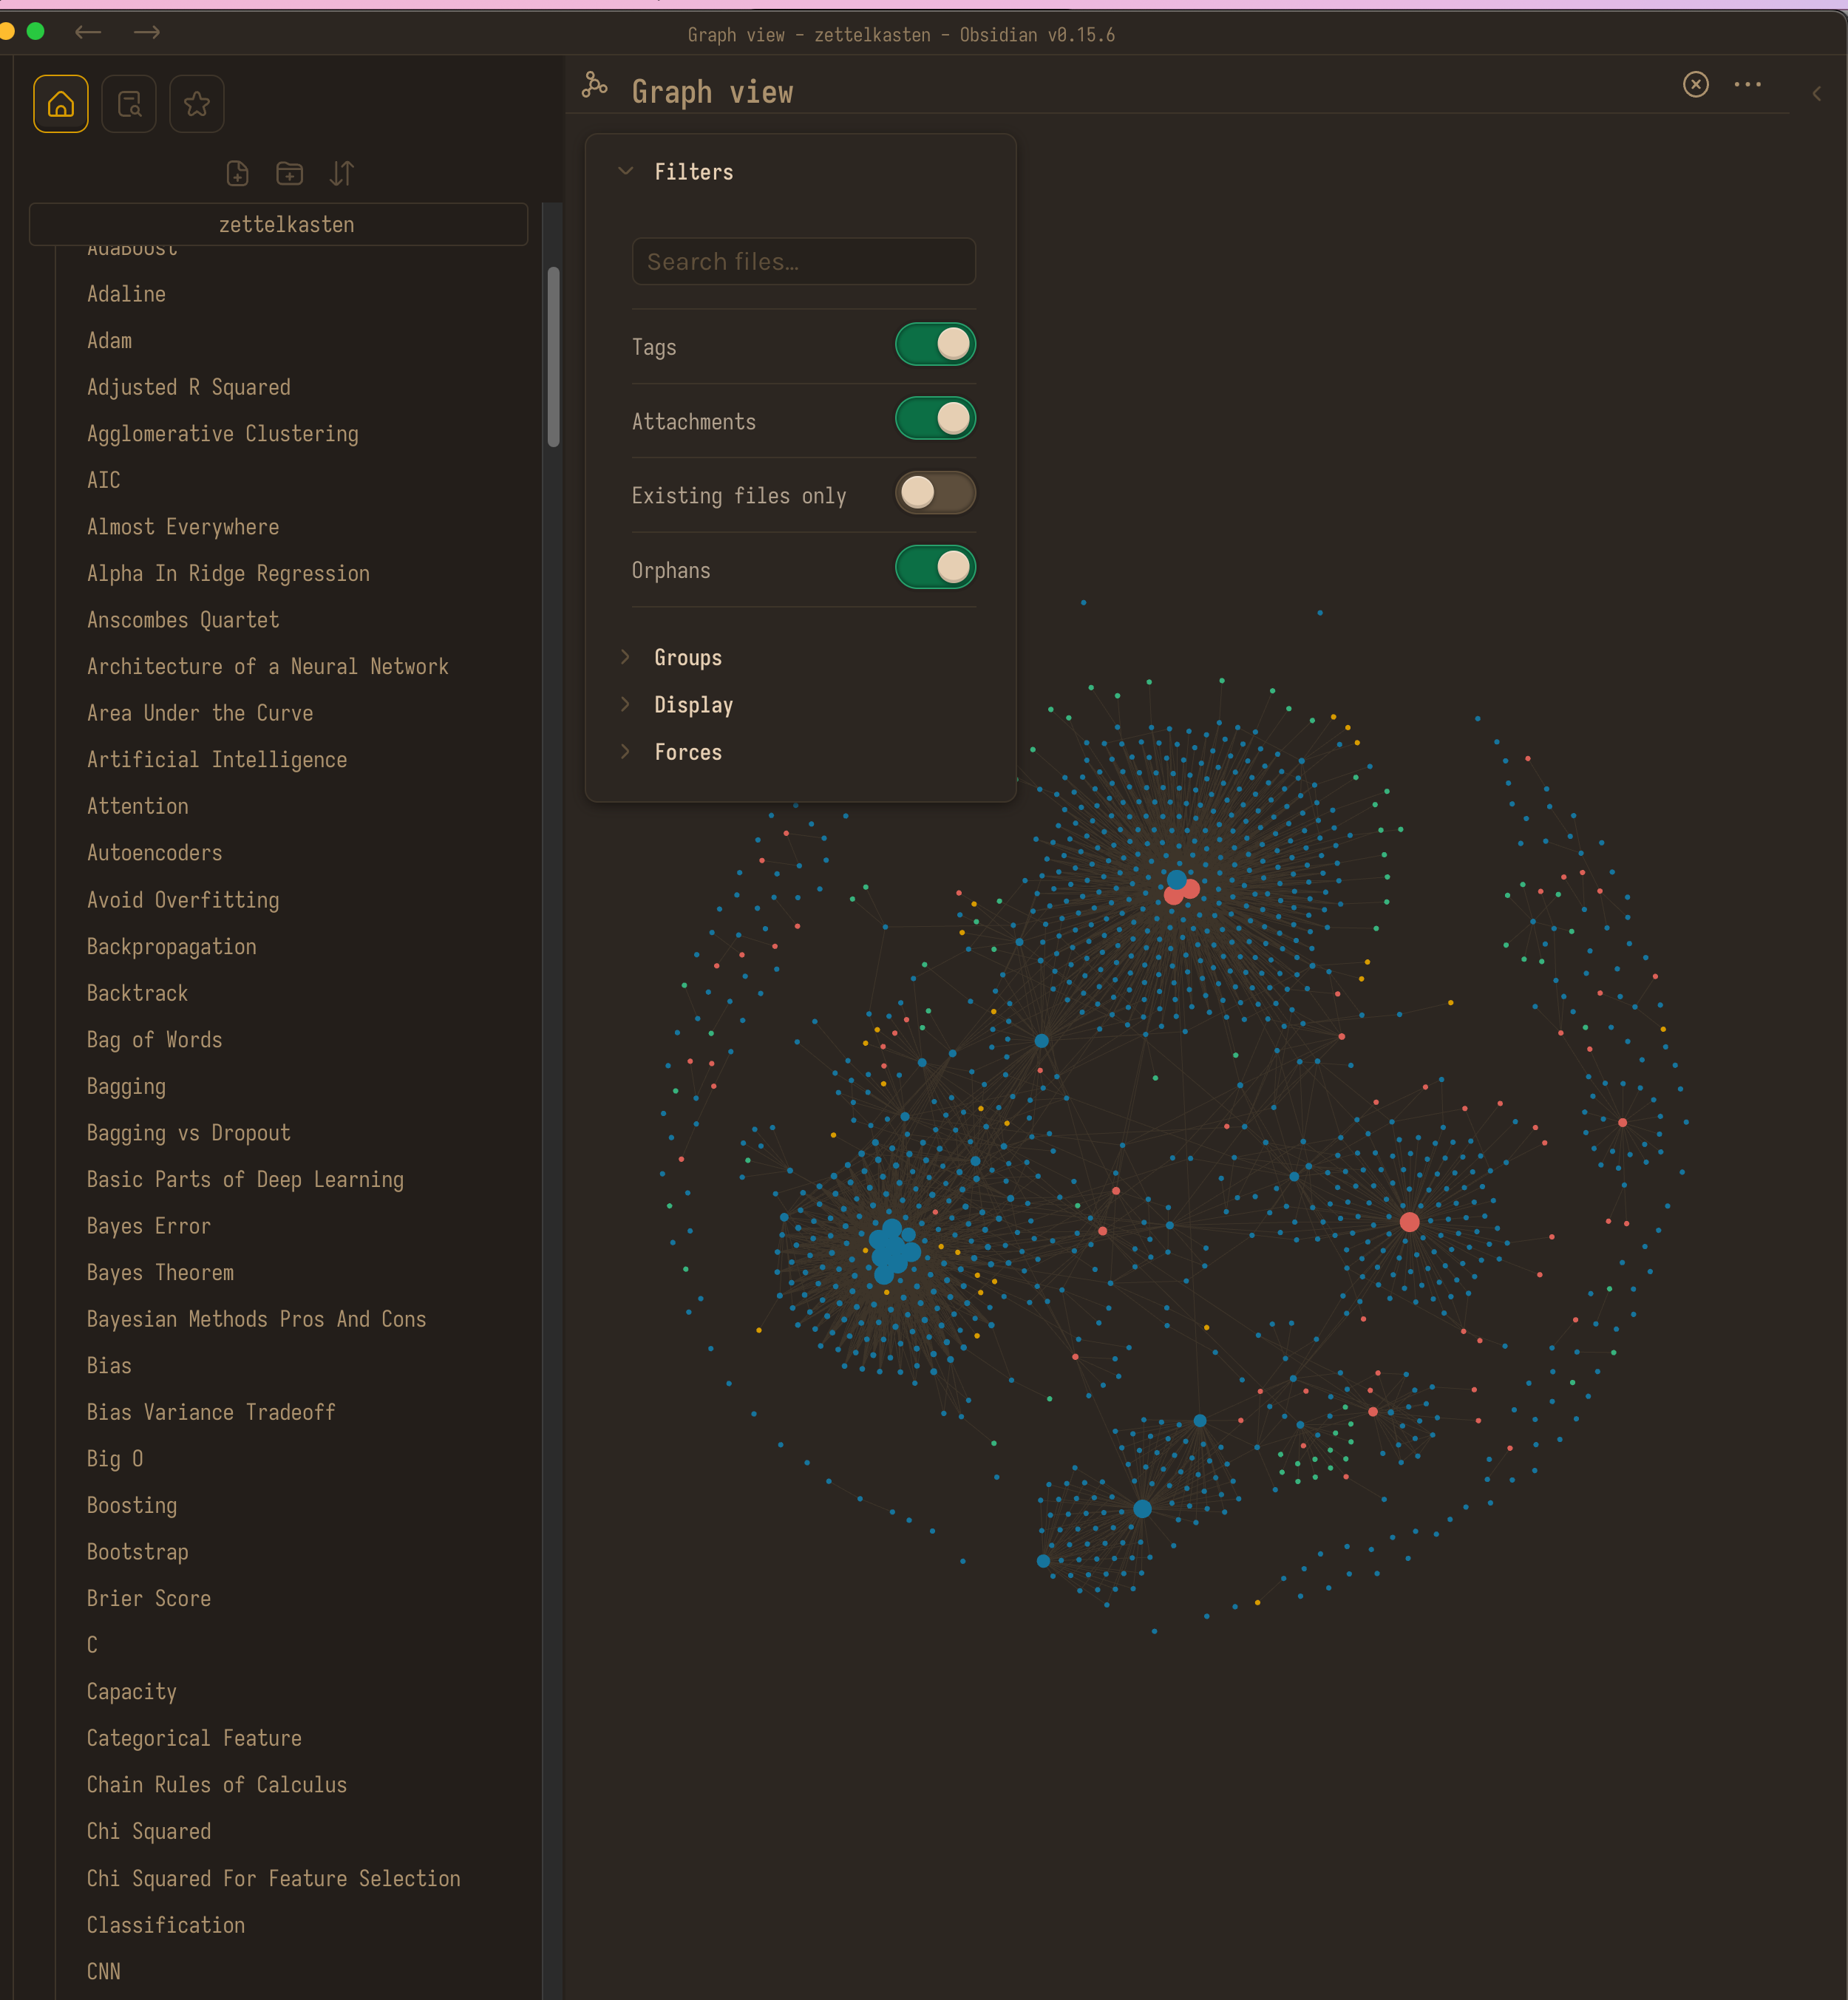 Graph view - zettelkasten - Obsidian v0.15.6
Graph view
zettelkasten
AdaBoost
Adaline
Adam
Adjusted R Squared
Agglomerative Clustering
AIC
Almost Everywhere
Alpha In Ridge Regression
Anscombes Quartet
Architecture of a Neural Network
Area Under the Curve
Artificial Intelligence
Attention
Autoencoders
Avoid Overfitting
Backpropagation
Backtrack
Bag of Words
Bagging
Bagging vs Dropout
Basic Parts of Deep Learning
Bayes Error
Bayes Theorem
Bayesian Methods Pros And Cons
Bias
Bias Variance Tradeoff
Big O
Boosting
Bootstrap
Brier Score
C
Capacity
Categorical Feature
Chain Rules of Calculus
Chi Squared
Chi Squared For Feature Selection
Classification
CNN
Filters
Search files...
Tags
Attachments
Existing files only
Orphans
Groups
Display
Forces